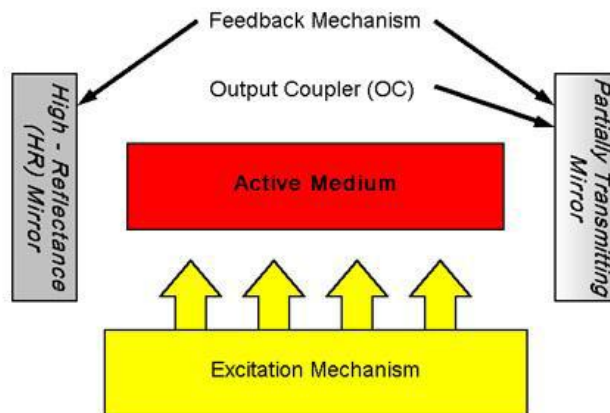 Feedback Mechanism
Output Coupler (OC)
High - Reflectance
(HR) Mirror
Active Medium
Partially Transmitting
Mirror
Excitation Mechanism